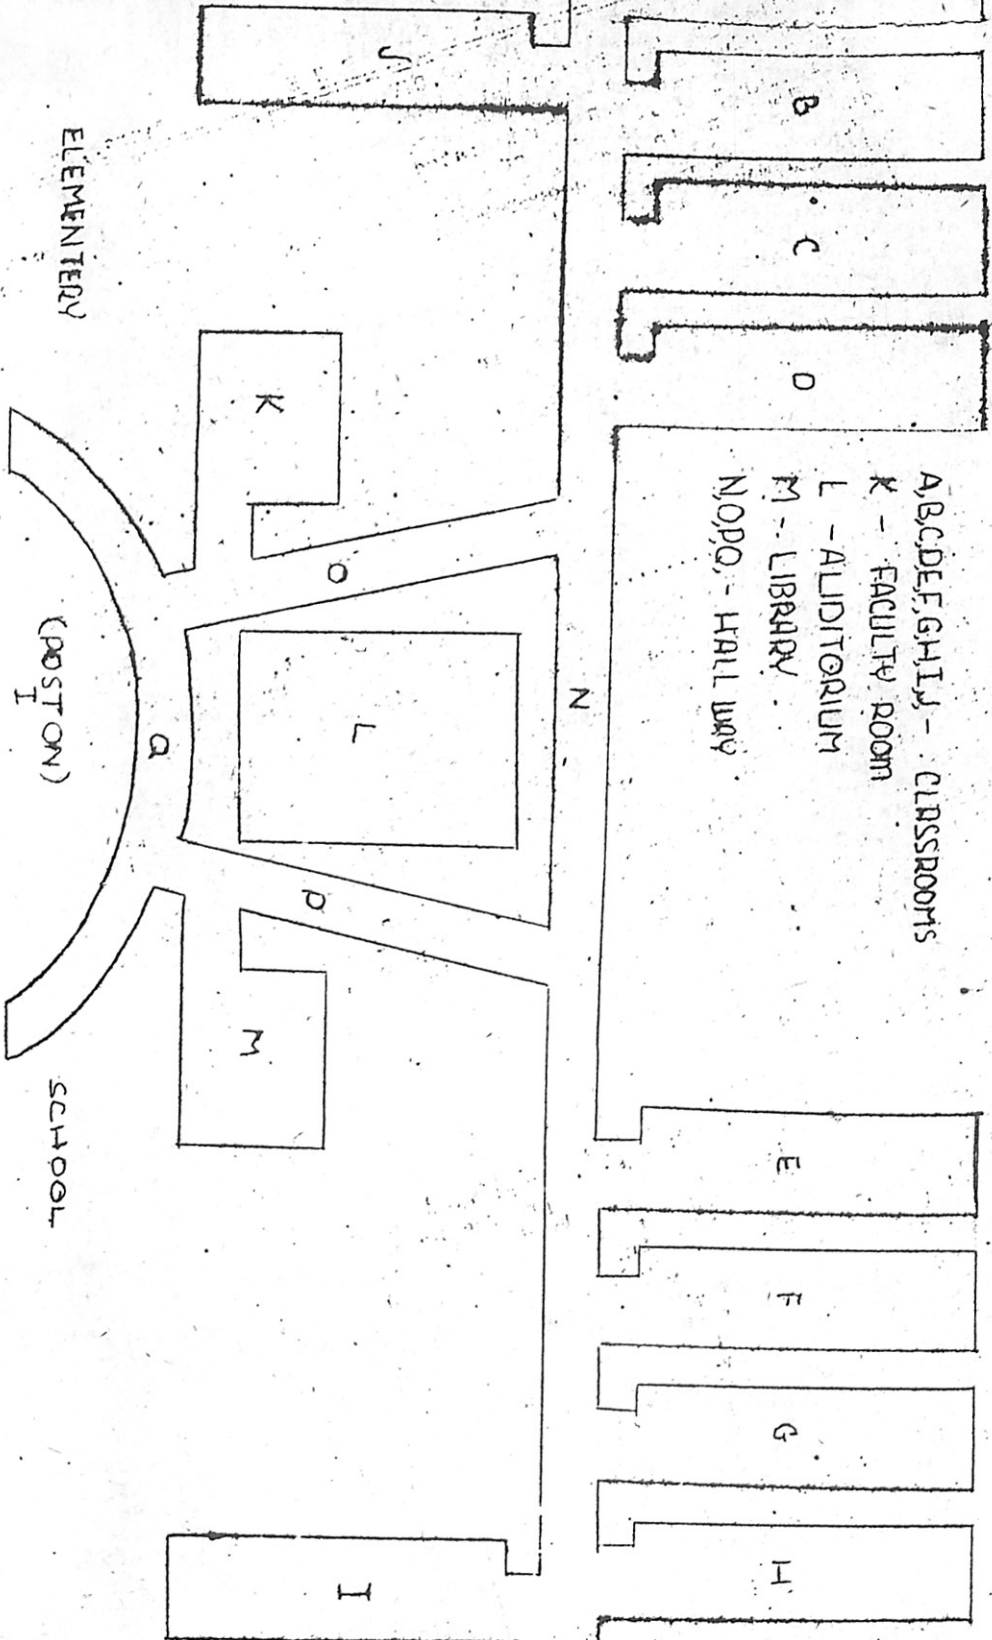 A,B,C,D,E,F,G,H,I,J, - CLASSROOMS
K - FACULTY ROOM
L - AUDITORIUM
M - LIBRARY
N,O,P,Q, - HALL WAY
B C D E F G H
N
J O L P I
K M
Q
ELEMENTERY SCHOOL
(POSTON)
I